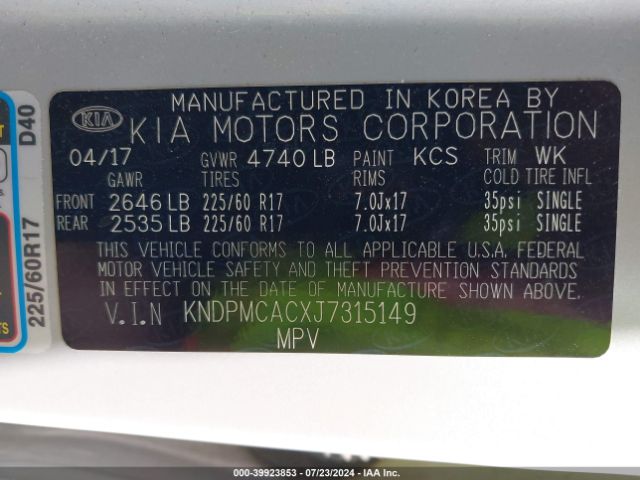 MANUFACTURED IN KOREA BY
KIA KIA MOTORS CORPORATION
04/17 GVWR 4740 LB PAINT KCS TRIM WK
GAWR TIRES RIMS COLD TIRE INFL
FRONT 2646 LB 225/60 R17 7.0Jx17 35psi SINGLE
REAR 2535 LB 225/60 R17 7.0Jx17 35psi SINGLE
THIS VEHICLE CONFORMS TO ALL APPLICABLE U.S.A. FEDERAL
MOTOR VEHICLE SAFETY AND THEFT PREVENTION STANDARDS
IN EFFECT ON THE DATE OF MANUFACTURE SHOWN ABOVE.
V.I.N KNDPMCACXJ7315149
MPV
225/60R17 D40
000-39923853 - 07/23/2024 - IAA Inc.